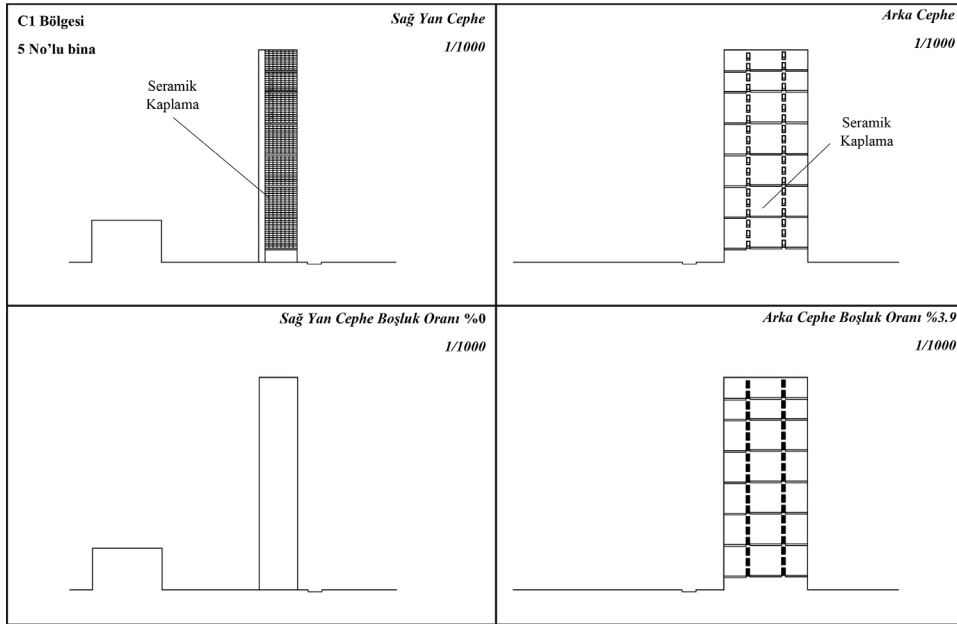 C1 Bölgesi
Sağ Yan Cephe
5 No’lu bina
1/1000
Seramik
Kaplama
Arka Cephe
1/1000
Seramik
Kaplama
Sağ Yan Cephe Boşluk Oranı %0
1/1000
Arka Cephe Boşluk Oranı %3.9
1/1000